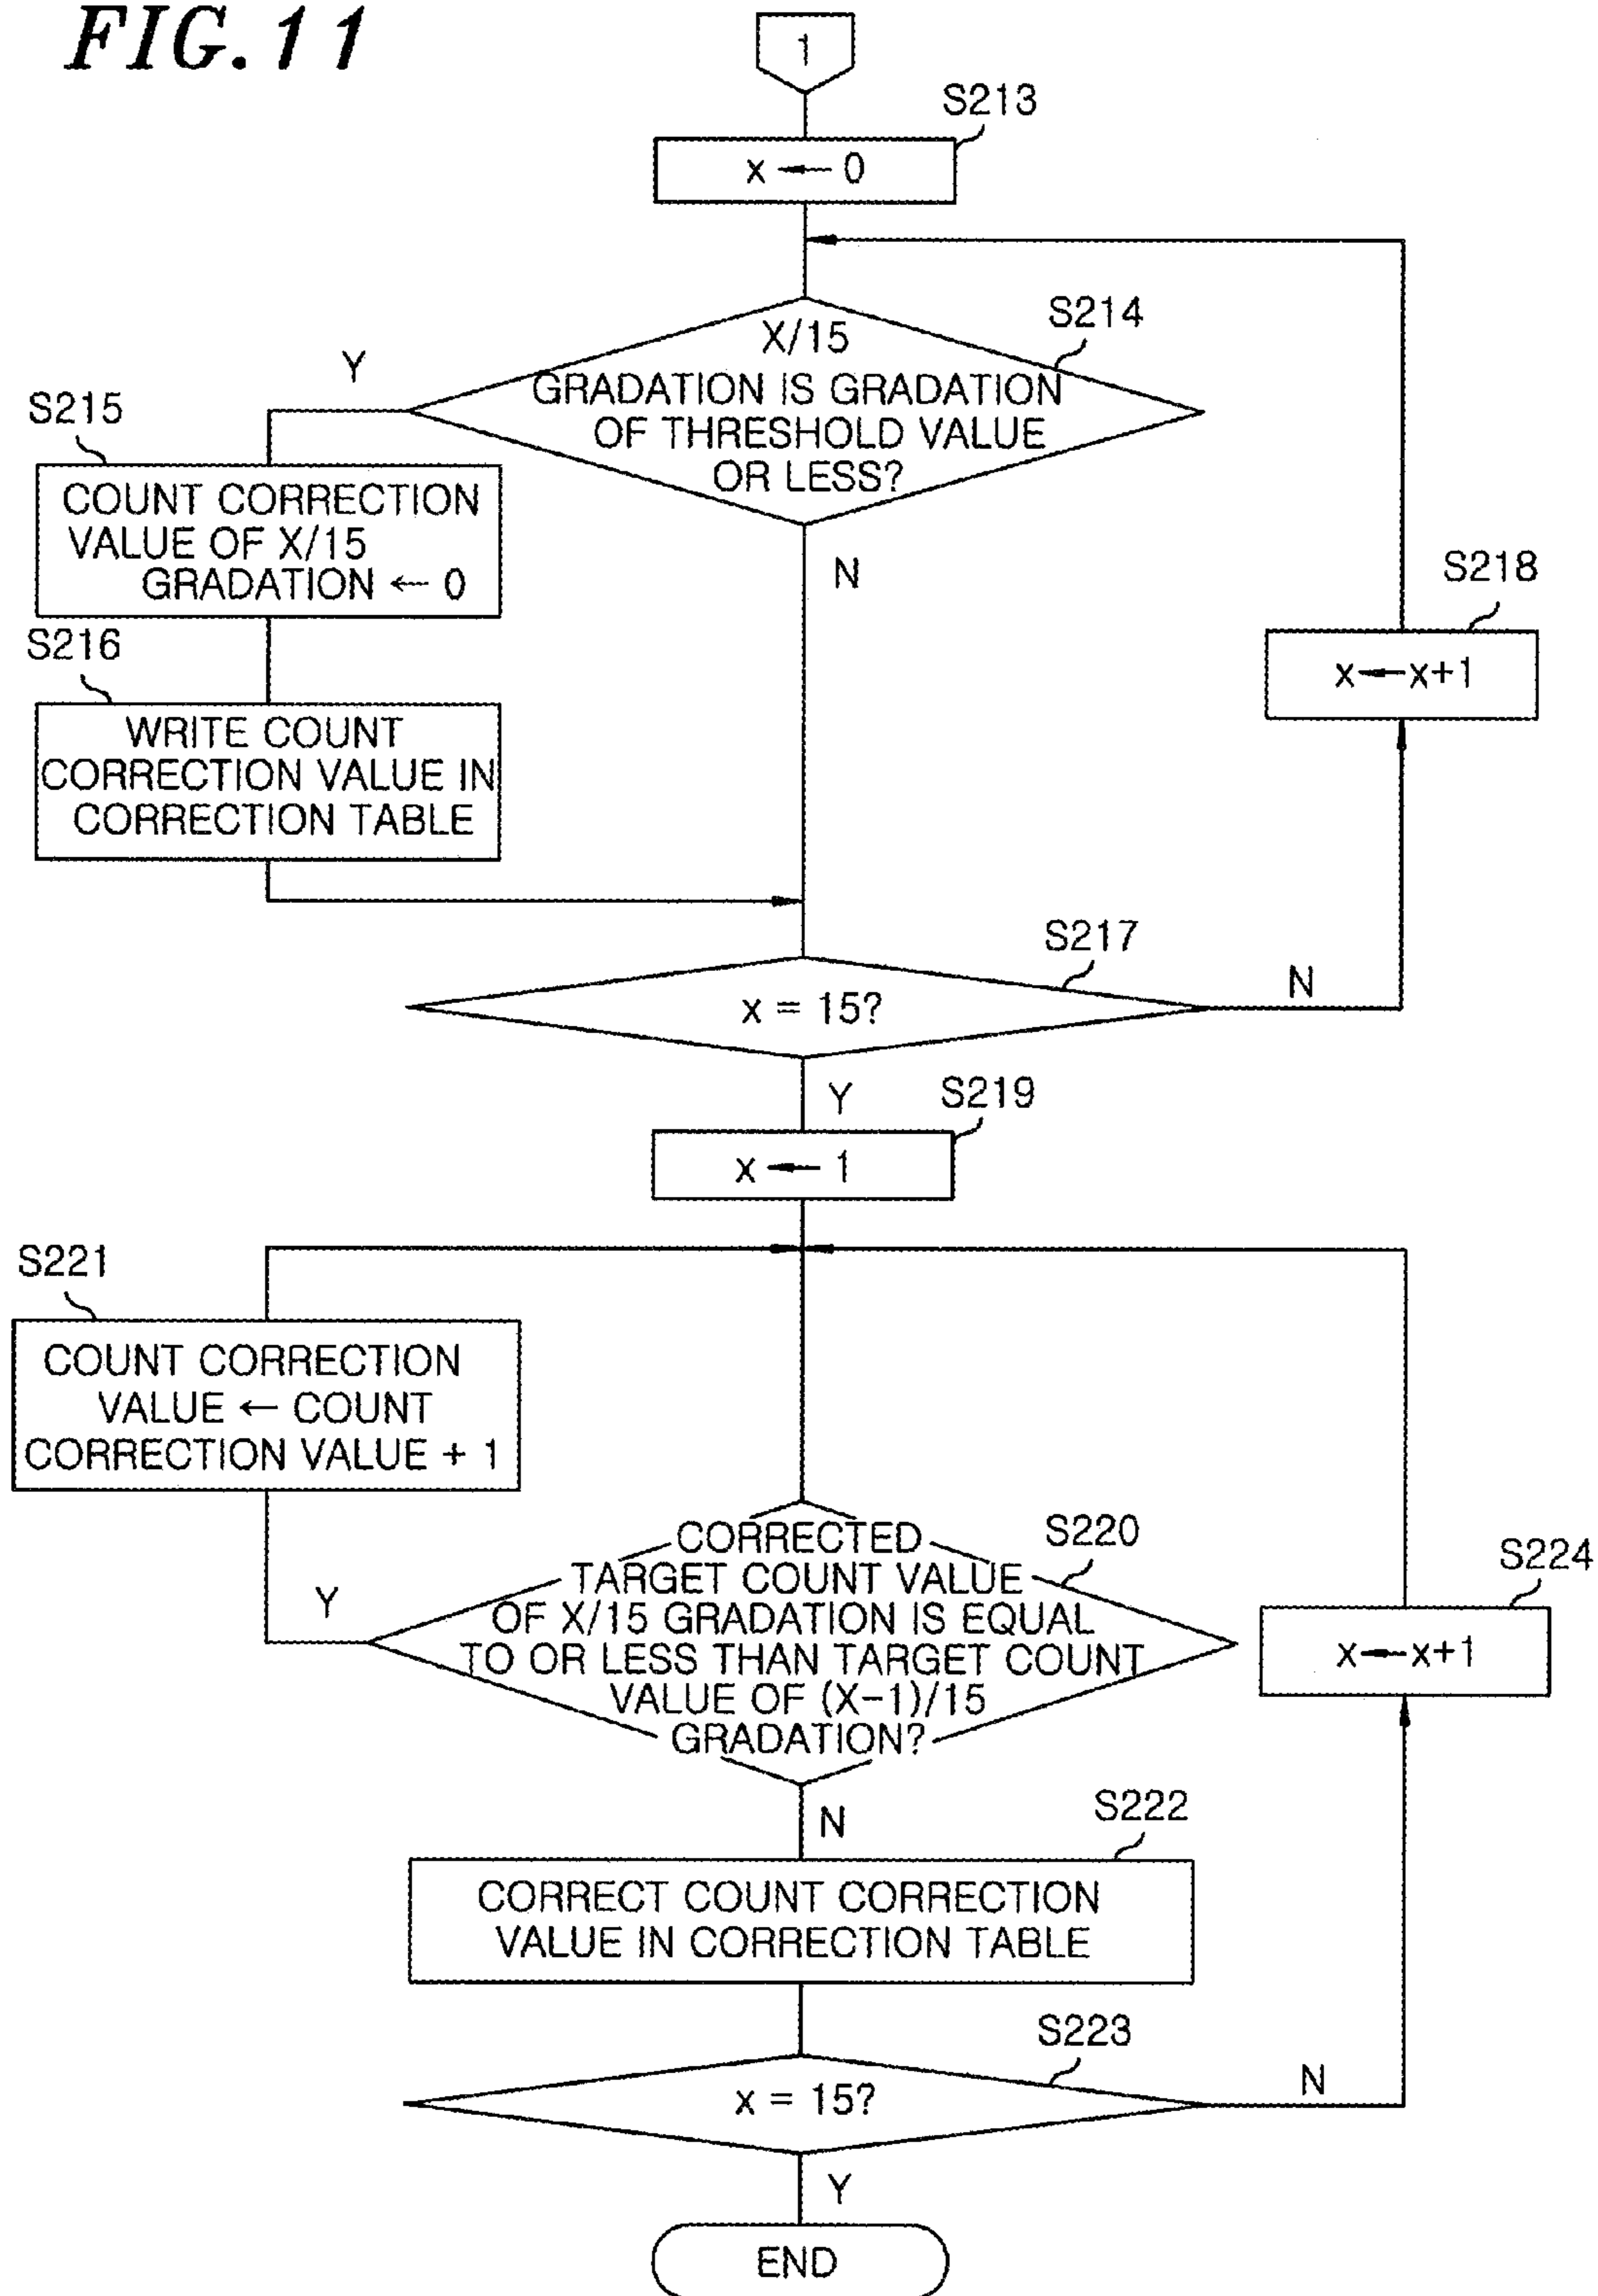 FIG. 11
1
S213
x ← 0
S214
X/15
GRADATION IS GRADATION
OF THRESHOLD VALUE
OR LESS?
Y
N
S215
COUNT CORRECTION
VALUE OF X/15
GRADATION ← 0
S216
WRITE COUNT
CORRECTION VALUE IN
CORRECTION TABLE
S218
x←x+1
S217
x = 15?
N
Y
S219
x ← 1
S221
COUNT CORRECTION
VALUE ← COUNT
CORRECTION VALUE + 1
S220
CORRECTED
TARGET COUNT VALUE
OF X/15 GRADATION IS EQUAL
TO OR LESS THAN TARGET COUNT
VALUE OF (X-1)/15
GRADATION?
Y
N
S224
x←x+1
S222
CORRECT COUNT CORRECTION
VALUE IN CORRECTION TABLE
S223
x = 15?
N
Y
END